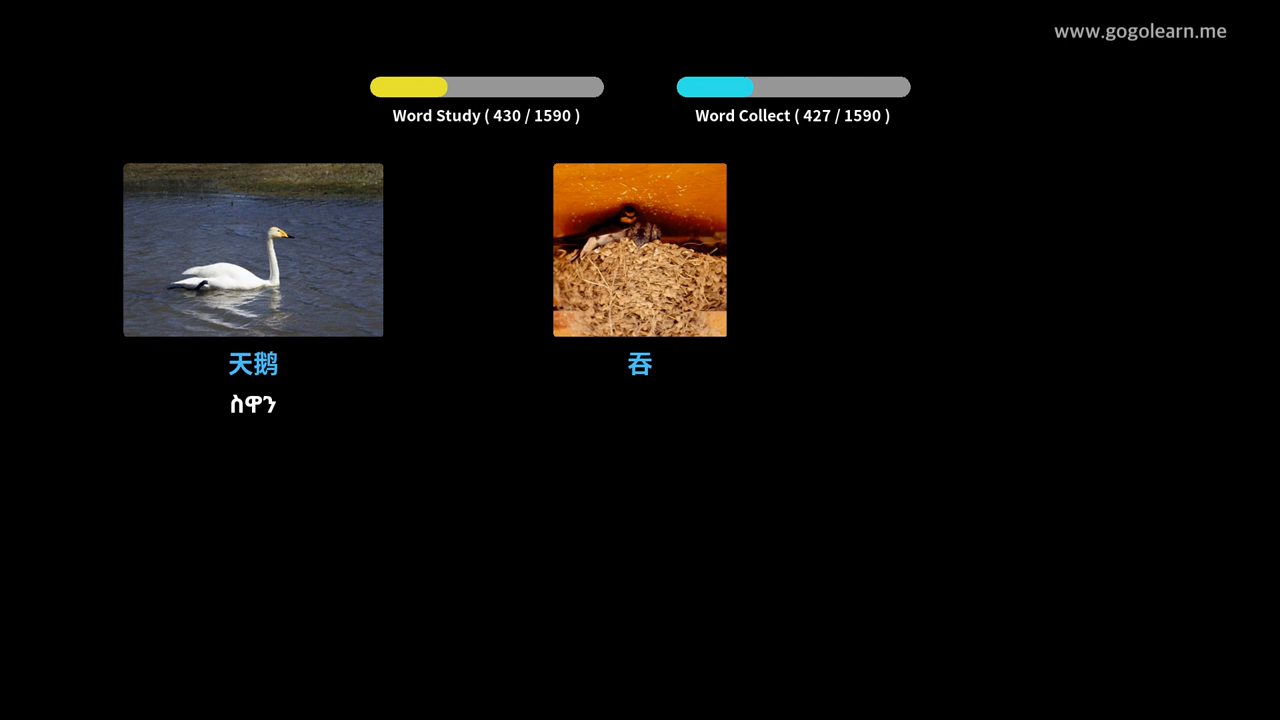 www.gogolearn.me
Word Study ( 430 / 1590 )
Word Collect ( 427 / 1590 )
天鹅
ስዋን
吞